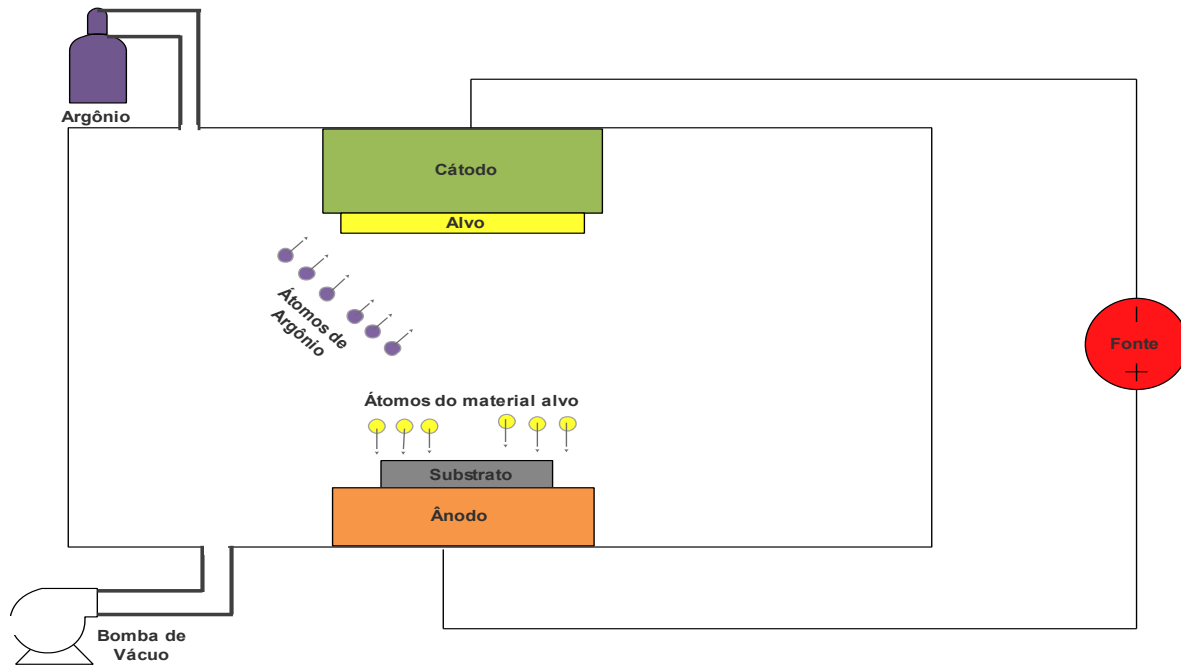 Argônio
Cátodo
Alvo
Átomos de
Argônio
Fonte
Átomos do material alvo
Substrato
Ânodo
Bomba de
Vácuo